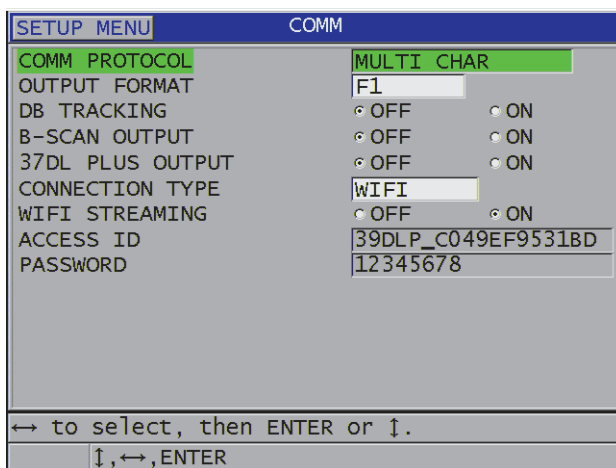 SETUP MENU COMM
COMM PROTOCOL MULTI CHAR
OUTPUT FORMAT F1
DB TRACKING OFF ON
B-SCAN OUTPUT OFF ON
37DL PLUS OUTPUT OFF ON
CONNECTION TYPE WIFI
WIFI STREAMING OFF ON
ACCESS ID 39DLP_C049EF9531BD
PASSWORD 12345678
↔ to select, then ENTER or ↕.
↕,↔,ENTER